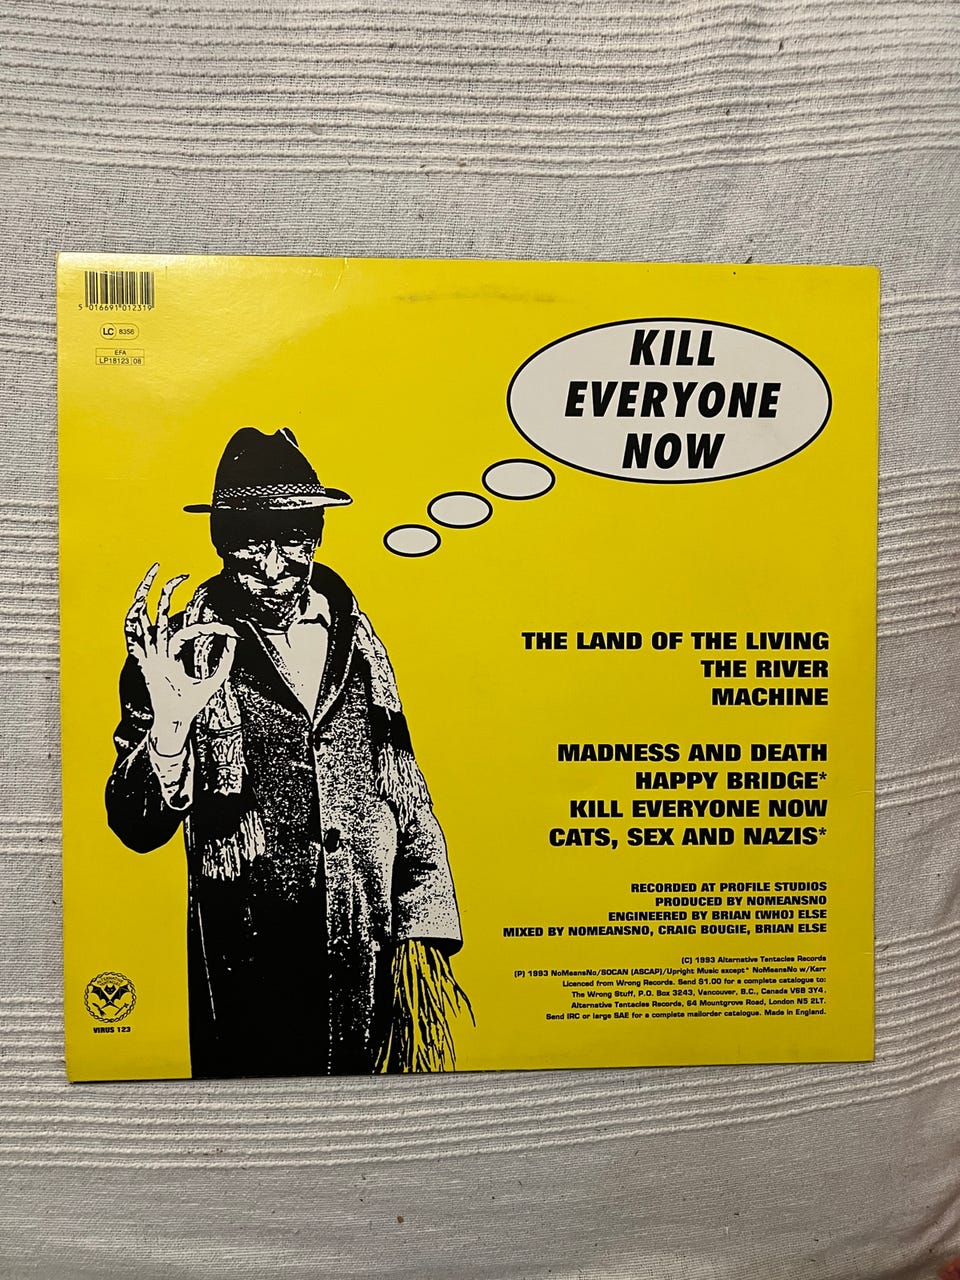 5 016691 012319
LC 8356
EFA
LP18123 08
KILL
EVERYONE
NOW
THE LAND OF THE LIVING
THE RIVER
MACHINE
MADNESS AND DEATH
HAPPY BRIDGE*
KILL EVERYONE NOW
CATS, SEX AND NAZIS*
RECORDED AT PROFILE STUDIOS
PRODUCED BY NOMEANSNO
ENGINEERED BY BRIAN (WHO) ELSE
MIXED BY NOMEANSNO, CRAIG BOUGIE, BRIAN ELSE
(C) 1993 Alternative Tentacles Records
(P) 1993 NoMeansNo/SOCAN (ASCAP)/Upright Music except* NoMeansNo w/Kerr
Licenced from Wrong Records. Send $1.00 for a complete catalogue to:
The Wrong Stuff, P.O. Box 3243, Vancouver, B.C., Canada V6B 3Y4.
Alternative Tentacles Records, 64 Mountgrove Road, London N5 2LT.
Send IRC or large SAE for a complete mailorder catalogue. Made in England.
VIRUS 123